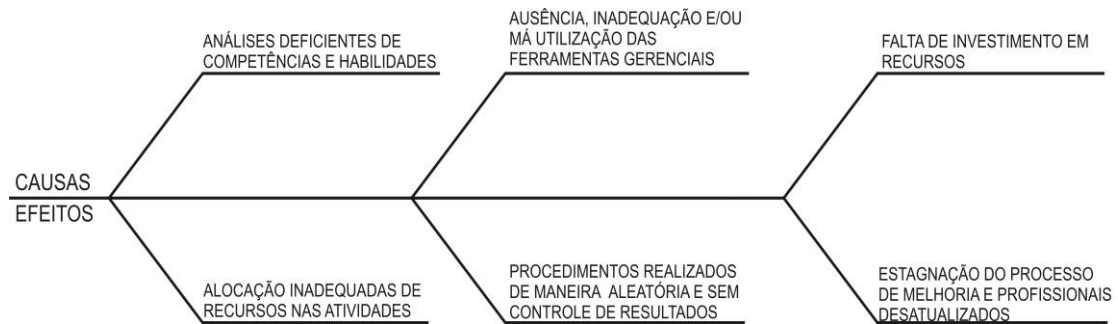 ANÁLISES DEFICIENTES DE
COMPETÊNCIAS E HABILIDADES
AUSÊNCIA, INADEQUAÇÃO E/OU
MÁ UTILIZAÇÃO DAS
FERRAMENTAS GERENCIAIS
FALTA DE INVESTIMENTO EM
RECURSOS
CAUSAS
EFEITOS
ALOCAÇÃO INADEQUADAS DE
RECURSOS NAS ATIVIDADES
PROCEDIMENTOS REALIZADOS
DE MANEIRA ALEATÓRIA E SEM
CONTROLE DE RESULTADOS
ESTAGNAÇÃO DO PROCESSO
DE MELHORIA E PROFISSIONAIS
DESATUALIZADOS